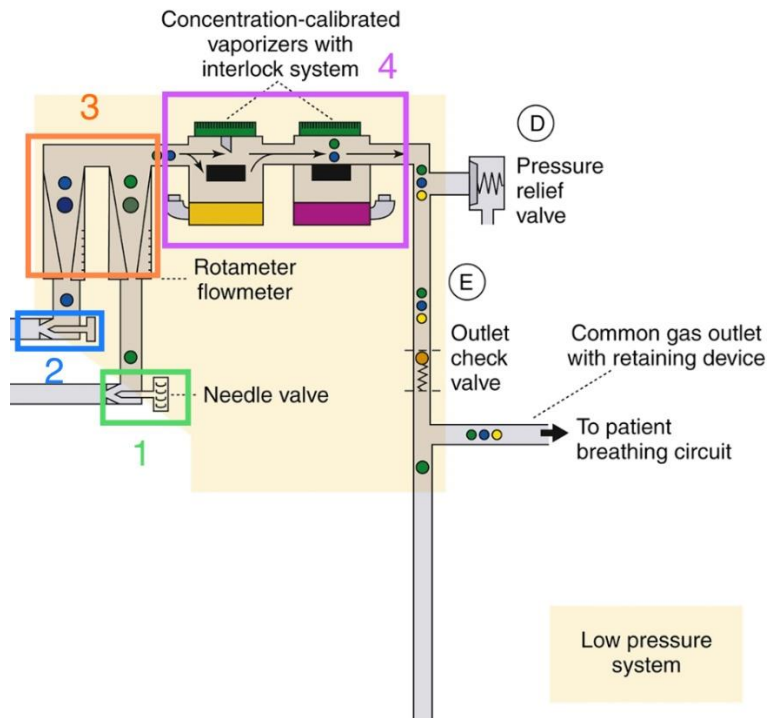 Concentration-calibrated
vaporizers with
interlock system
4
3
D
Pressure
relief
valve
Rotameter
flowmeter
E
Outlet
check
valve
Common gas outlet
with retaining device
2
Needle valve
1
To patient
breathing circuit
Low pressure
system